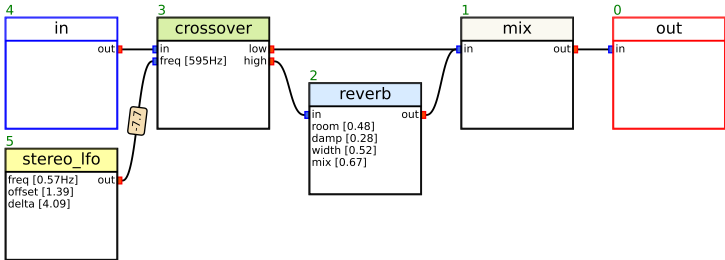 4
in
out
3
crossover
in
low
freq [595Hz]
high
2
reverb
in
out
room [0.48]
damp [0.28]
width [0.52]
mix [0.67]
1
mix
in
out
0
out
in
-7.7
5
stereo_lfo
freq [0.57Hz]
out
offset [1.39]
delta [4.09]